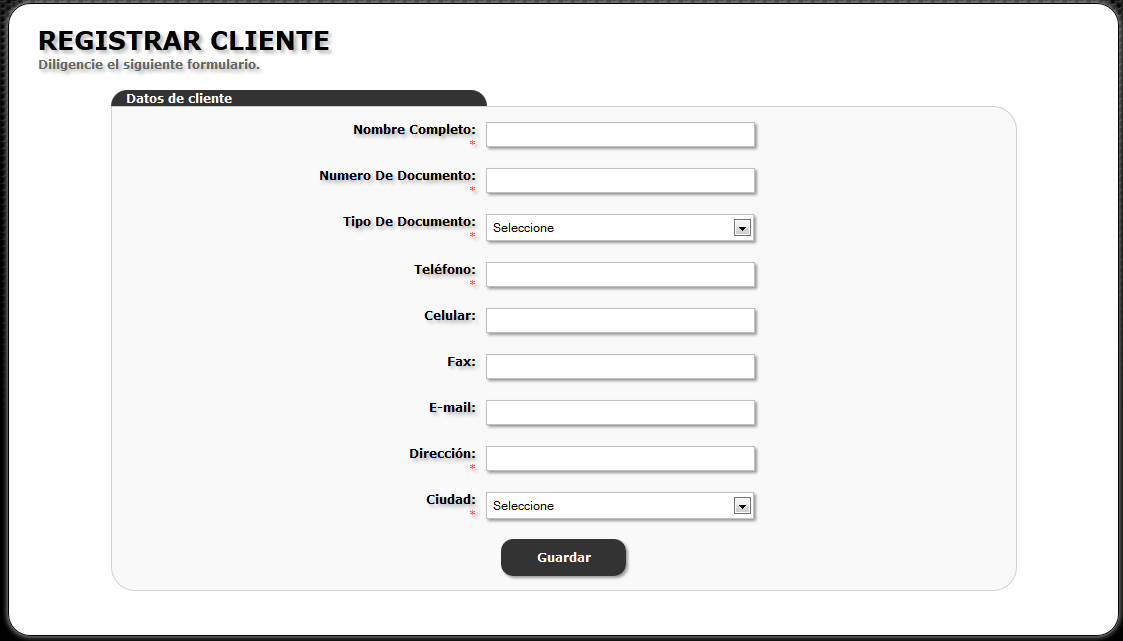 REGISTRAR CLIENTE
Diligencie el siguiente formulario.
Datos de cliente
Nombre Completo:
*
Numero De Documento:
*
Tipo De Documento: Seleccione
*
Teléfono:
*
Celular:
Fax:
E-mail:
Dirección:
*
Ciudad: Seleccione
*
Guardar